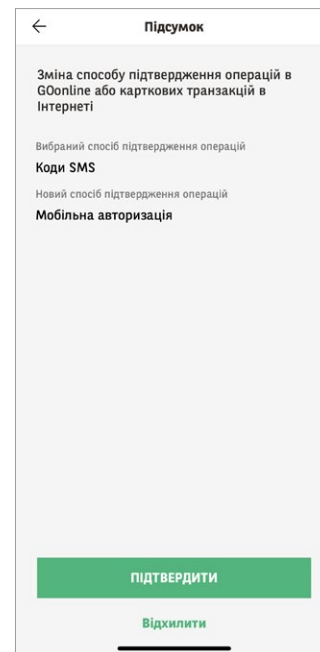 Підсумок
Зміна способу підтвердження операцій в
GOonline або карткових транзакцій в
Інтернеті
Вибраний спосіб підтвердження операцій
Коди SMS
Новий спосіб підтвердження операцій
Мобільна авторизація
ПІДТВЕРДИТИ
Відхилити